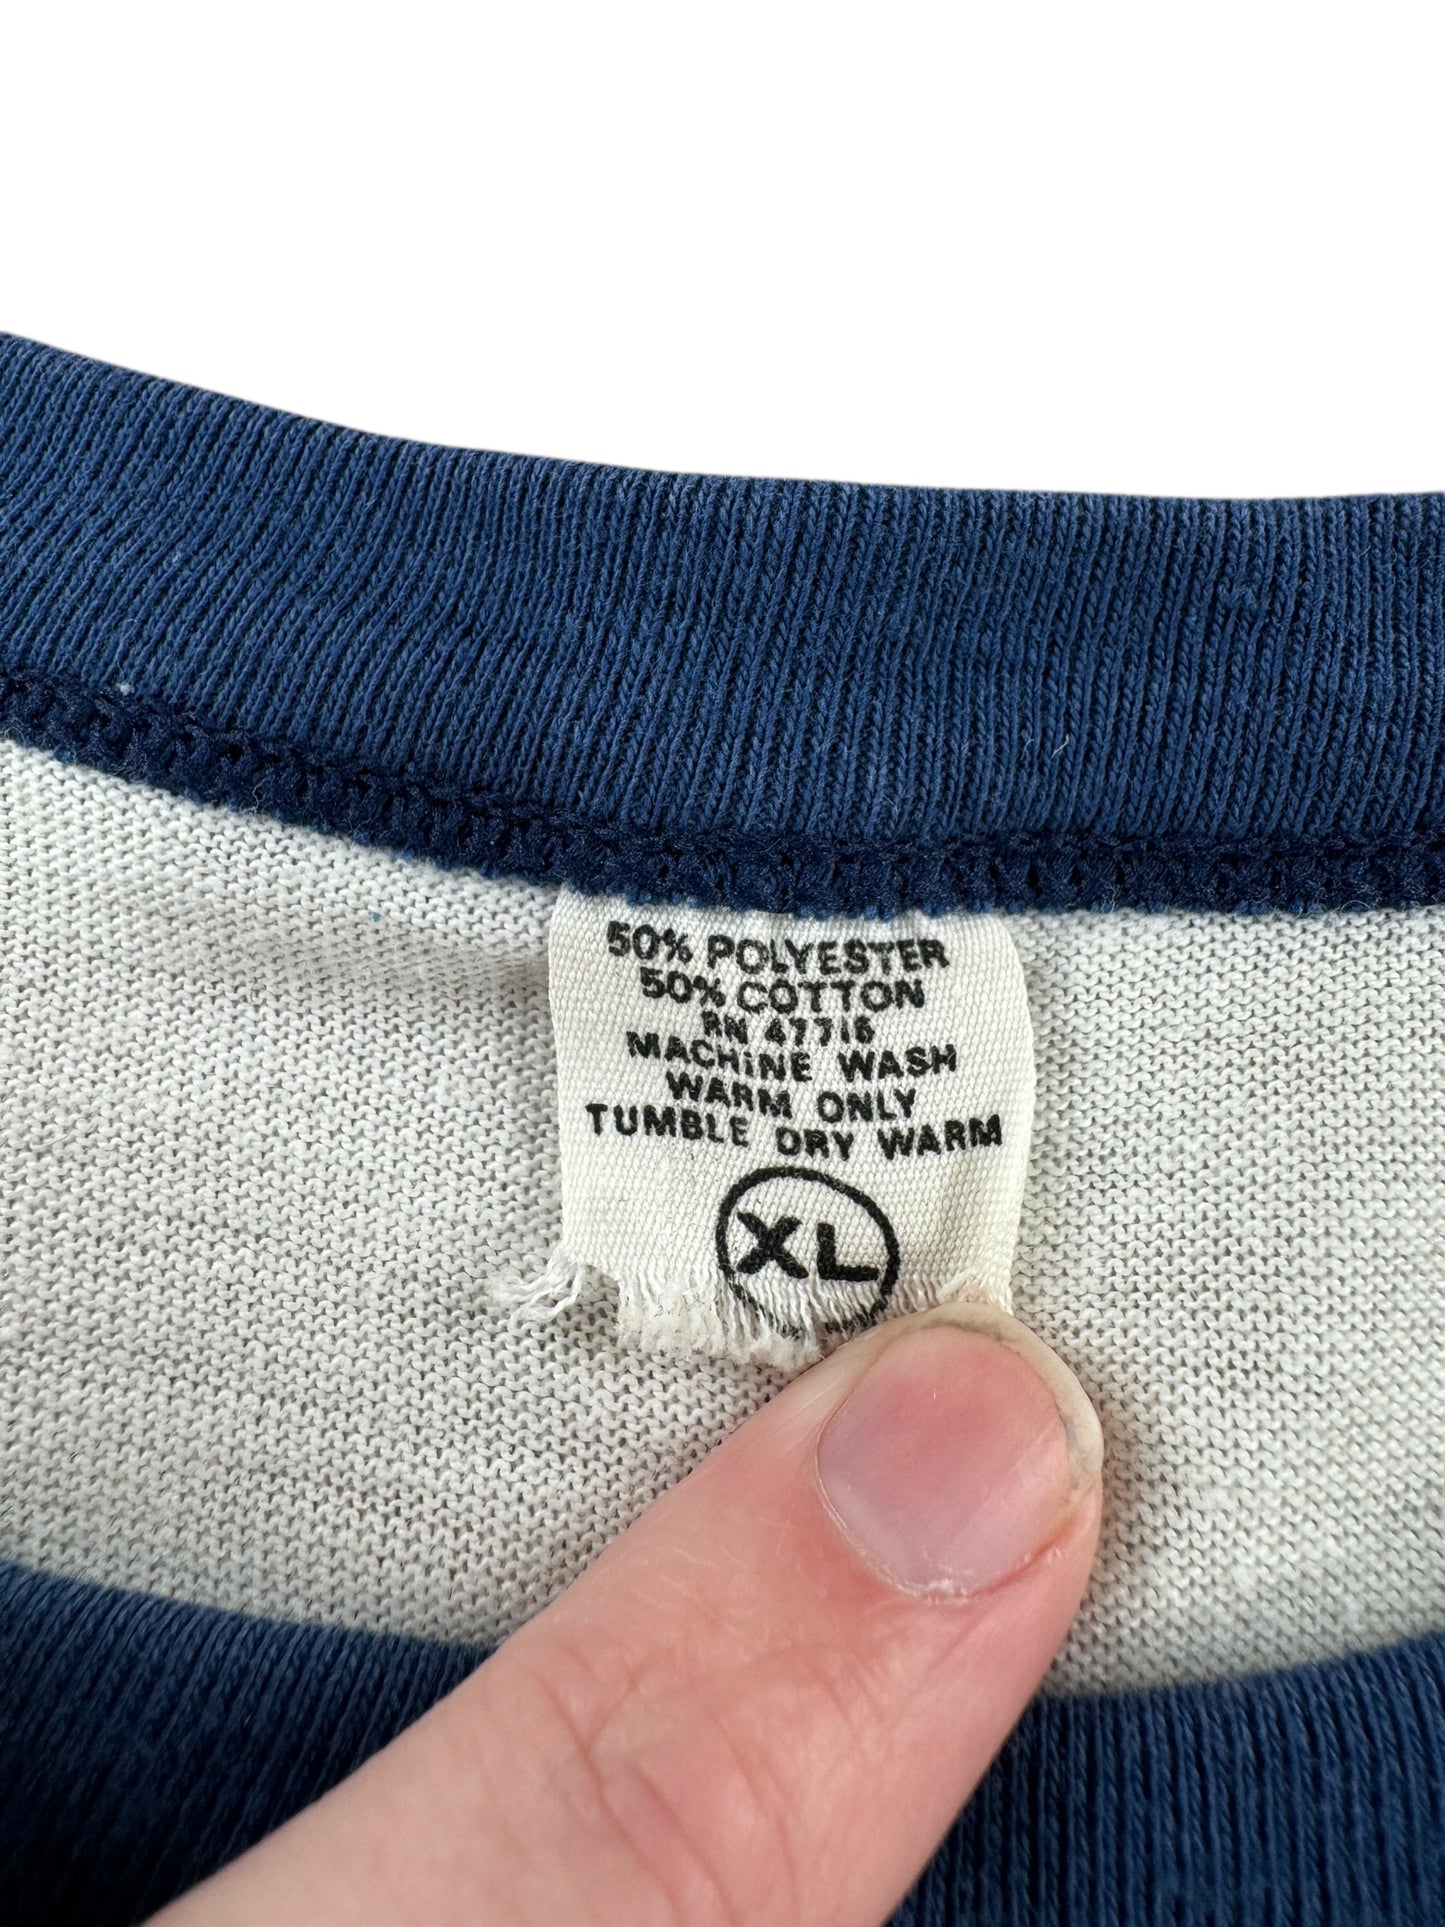 50% POLYESTER
50% COTTON
RN 47716
MACHiNE WASH
WARM ONLY
TUMBLE DRY WARM
XL